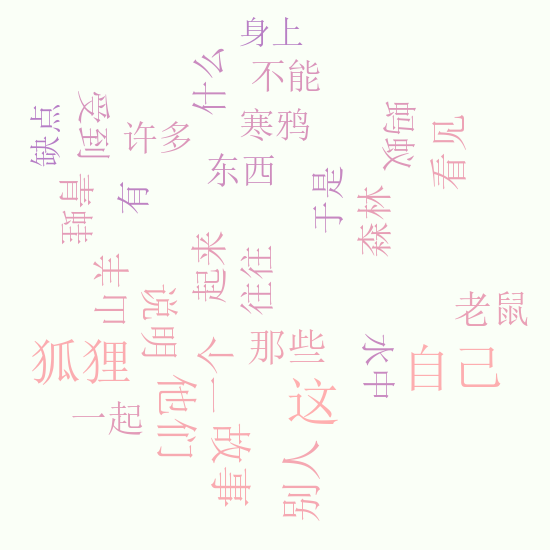 身上
什么
不能
受到
缺点
许多
寒鸦
蚂蚁
看见
东西
青蛙
有
于是
森林
山羊
起来
往往
说明
老鼠
狐狸
一个
那些
水中
自己
一起
他们
这
故事
别人